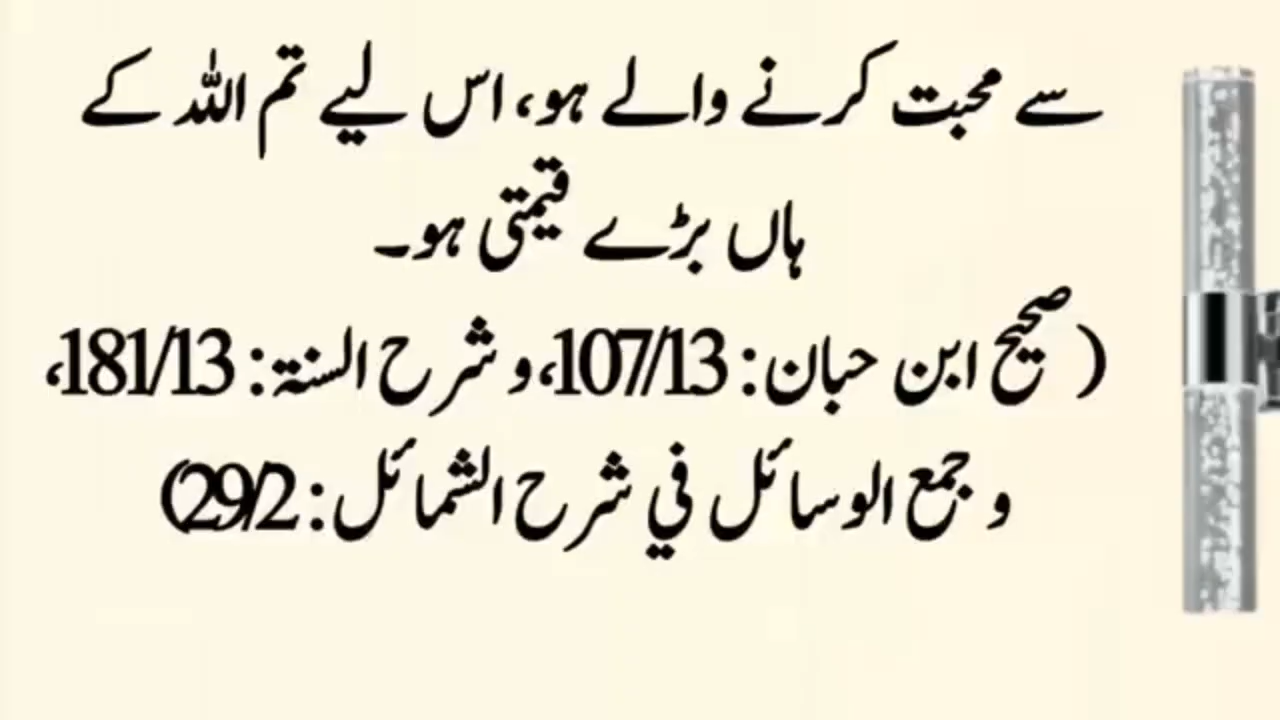 سے محبت کرنے والے ہو، اس لیے تم اللہ کے
ہاں بڑے قیمتی ہو۔
(صحیح ابن حبان: 107/13، و شرح السنۃ: 181/13،
و جمع الوسائل في شرح الشمائل: 29/2)